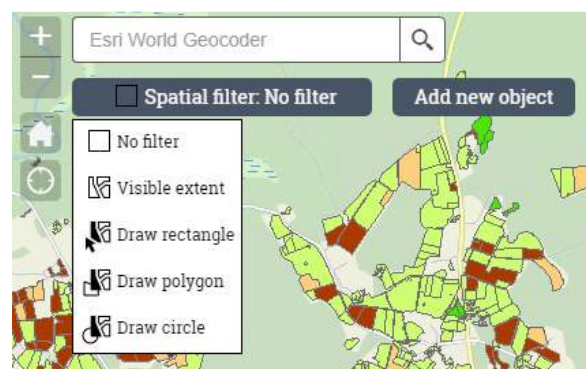 Esri World Geocoder
Spatial filter: No filter
Add new object
No filter
Visible extent
Draw rectangle
Draw polygon
Draw circle